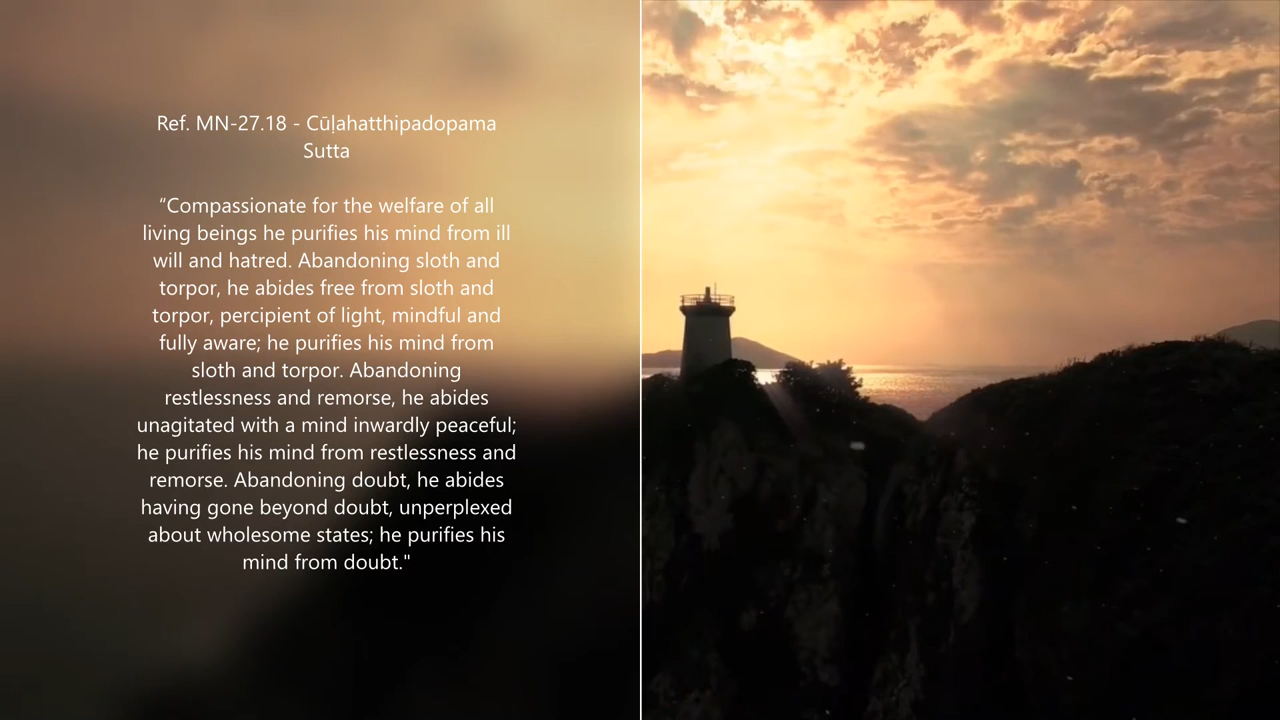 Ref. MN-27.18 - Cūḷahatthipadopama
Sutta
“Compassionate for the welfare of all
living beings he purifies his mind from ill
will and hatred. Abandoning sloth and
torpor, he abides free from sloth and
torpor, percipient of light, mindful and
fully aware; he purifies his mind from
sloth and torpor. Abandoning
restlessness and remorse, he abides
unagitated with a mind inwardly peaceful;
he purifies his mind from restlessness and
remorse. Abandoning doubt, he abides
having gone beyond doubt, unperplexed
about wholesome states; he purifies his
mind from doubt."